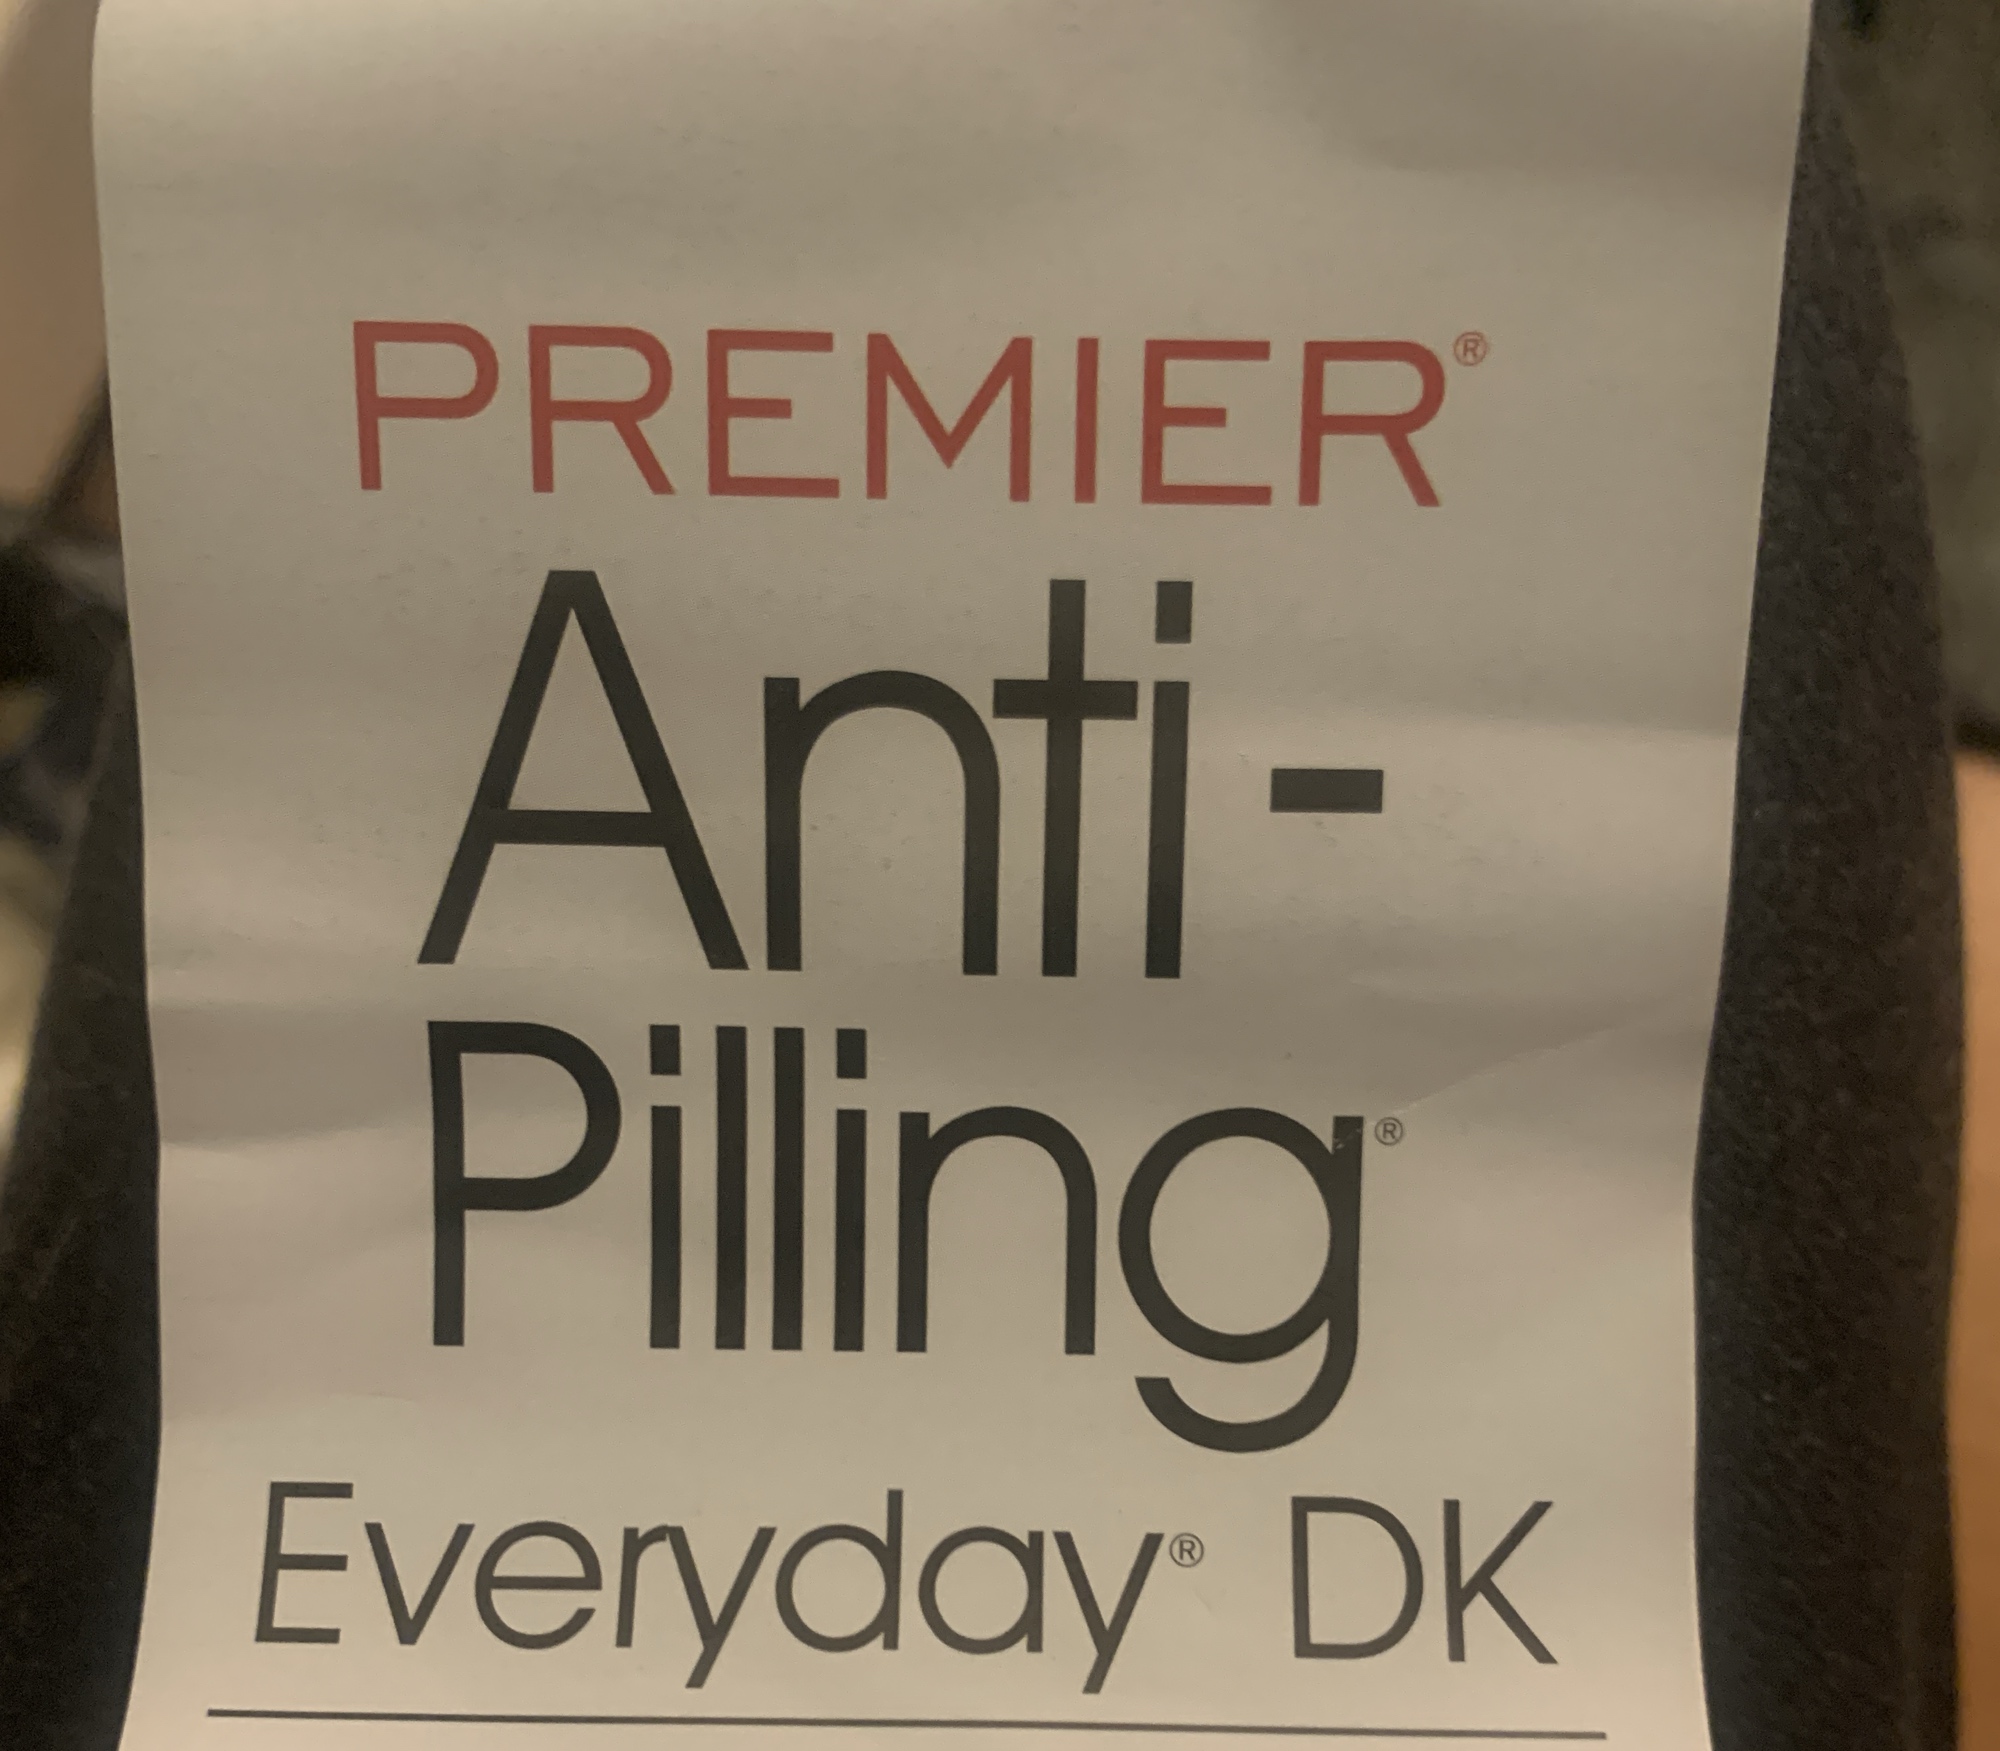 PREMIER®
Anti-
Pilling®
Everyday® DK